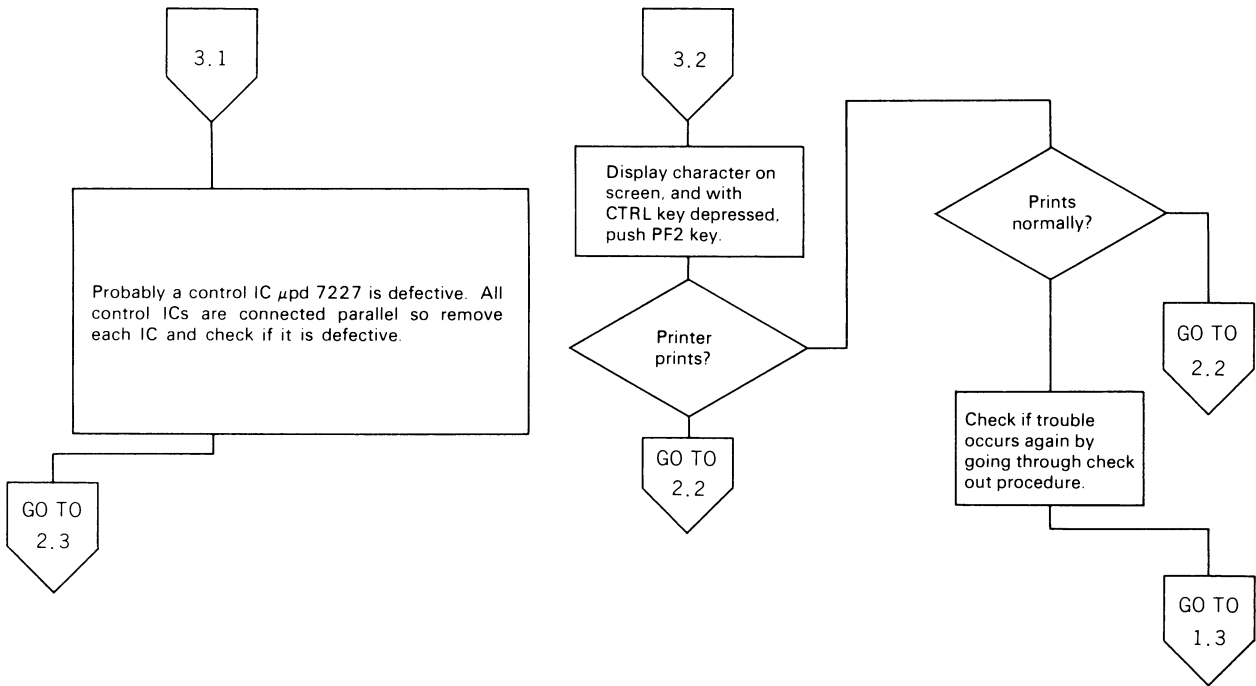 3.1
Probably a control IC μpd 7227 is defective. All
control ICs are connected parallel so remove
each IC and check if it is defective.
GO TO
2.3
3.2
Display character on
screen, and with
CTRL key depressed,
push PF2 key.
Printer
prints?
GO TO
2.2
Prints
normally?
GO TO
2.2
Check if trouble
occurs again by
going through check
out procedure.
GO TO
1.3